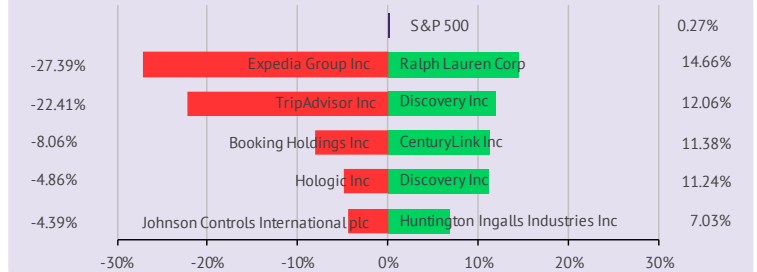 S&P 500 0.27%
-27.39% Expedia Group Inc Ralph Lauren Corp 14.66%
-22.41% TripAdvisor Inc Discovery Inc 12.06%
-8.06% Booking Holdings Inc CenturyLink Inc 11.38%
-4.86% Hologic Inc Discovery Inc 11.24%
-4.39% Johnson Controls International plc Huntington Ingalls Industries Inc 7.03%
-30% -20% -10% 0% 10% 20% 30%